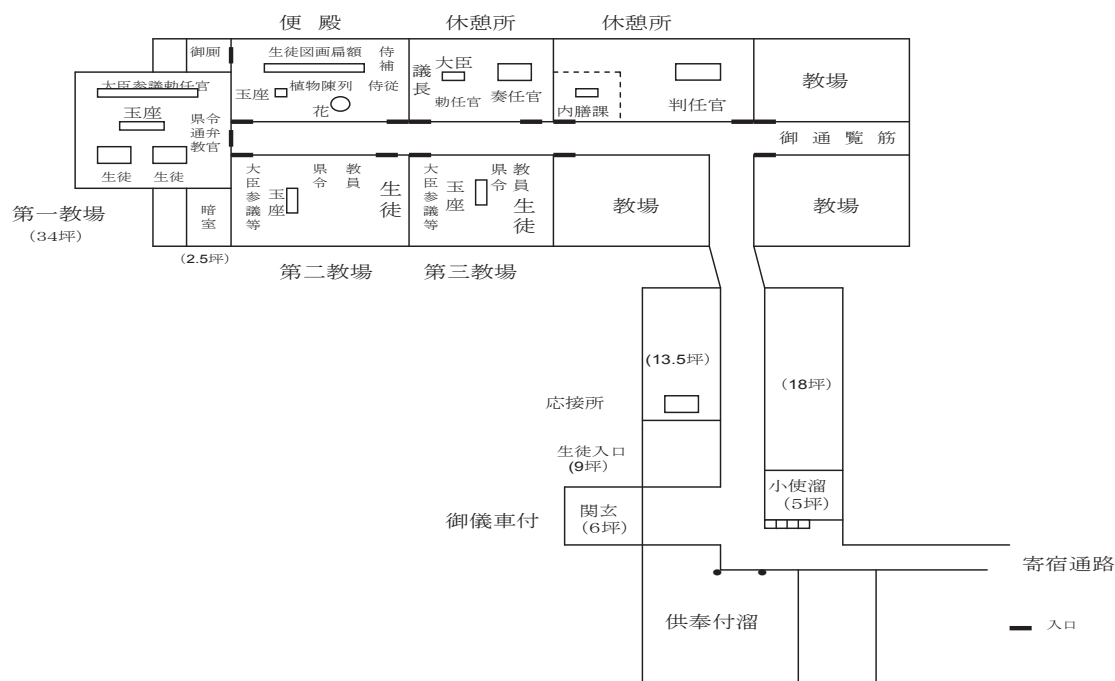 便殿
休憩所
休憩所
御厠
生徒図画扁額
侍補
植物陳列
侍従
玉座
花
議長
大臣
勅任官
奏任官
内膳課
判任官
教場
大臣参議勅任官
玉座
県令
通弁
教官
生徒
生徒
御通覧筋
第一教場
(34坪)
暗室
(2.5坪)
大臣参議等
玉座
県令
教員
生徒
第二教場
大臣参議等
玉座
県令
教員
生徒
第三教場
教場
教場
(13.5坪)
(18坪)
応接所
生徒入口
(9坪)
小使溜
(5坪)
御儀車付
関玄
(6坪)
寄宿通路
供奉付溜
入口